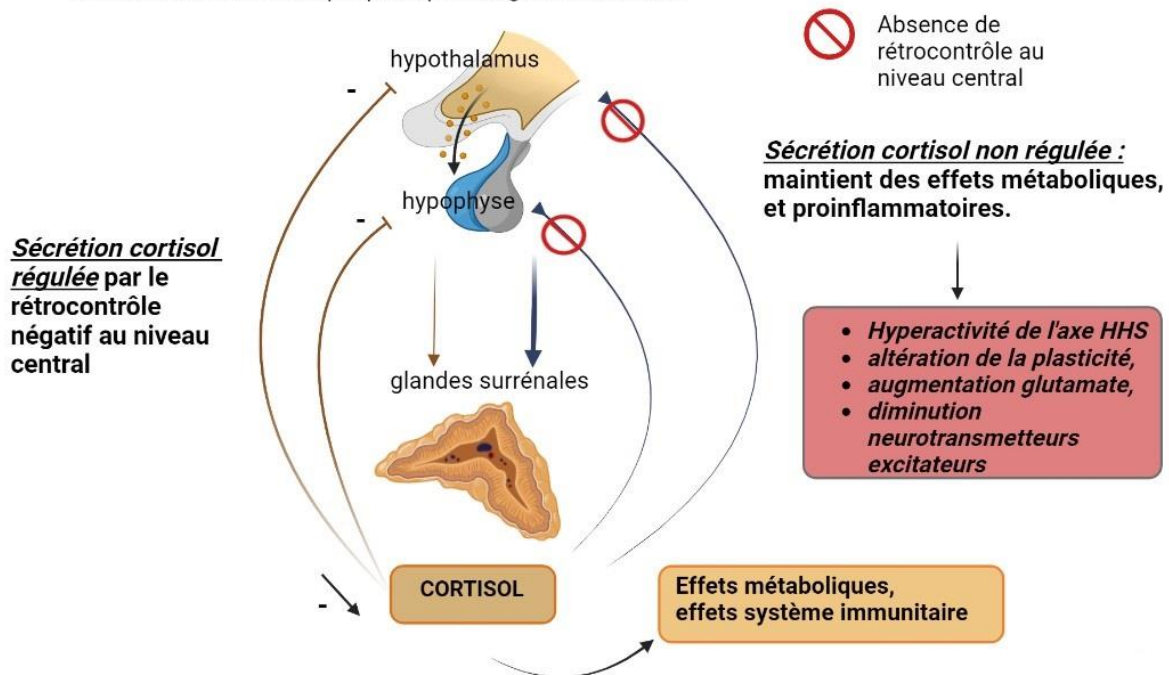 Absence de
rétrocontrôle au
niveau central
hypothalamus
-
hypophyse
-
Sécrétion cortisol
régulée par le
rétrocontrôle
négatif au niveau
central
Sécrétion cortisol non régulée :
maintient des effets métaboliques,
et proinflammatoires.
• Hyperactivité de l'axe HHS
• altération de la plasticité,
• augmentation glutamate,
• diminution
neurotransmetteurs
excitateurs
glandes surrénales
CORTISOL
-
Effets métaboliques,
effets système immunitaire